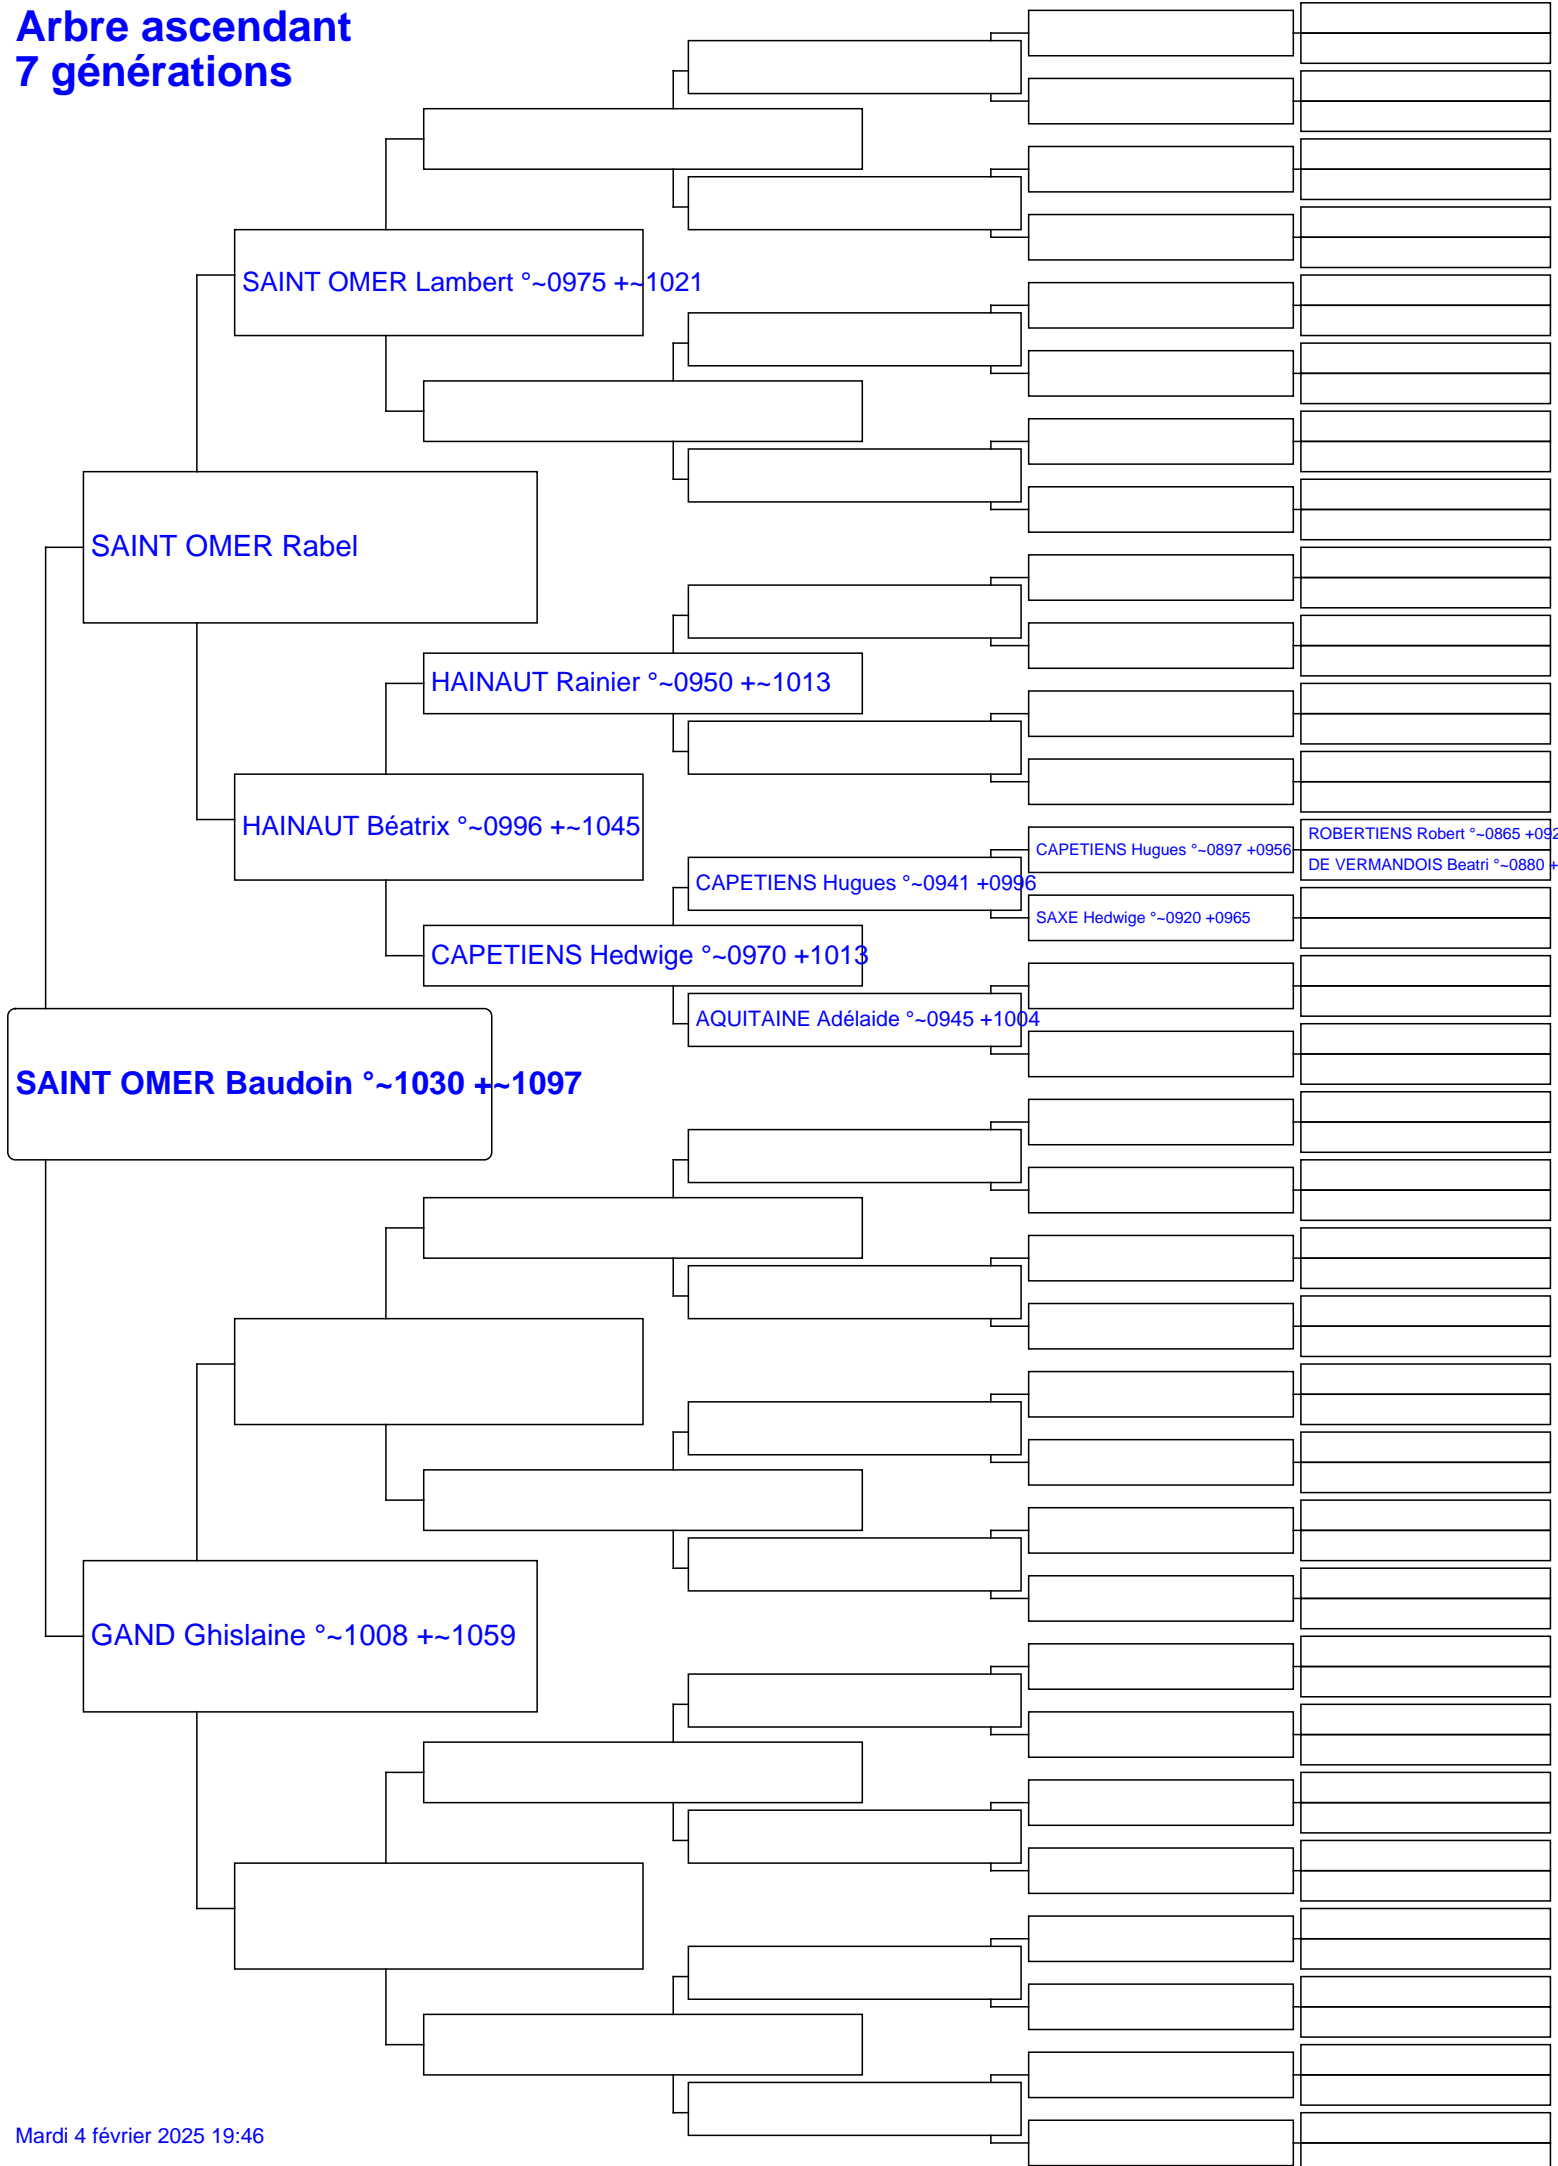 Arbre ascendant
7 générations
SAINT OMER Lambert °~0975 +~1021
SAINT OMER Rabel
HAINAUT Rainier °~0950 +~1013
HAINAUT Béatrix °~0996 +~1045
ROBERTIENS Robert °~0865 +092
CAPETIENS Hugues °~0897 +0956
DE VERMANDOIS Beatri °~0880 +
CAPETIENS Hugues °~0941 +0996
SAXE Hedwige °~0920 +0965
CAPETIENS Hedwige °~0970 +1013
AQUITAINE Adélaide °~0945 +1004
SAINT OMER Baudoin °~1030 +~1097
GAND Ghislaine °~1008 +~1059
Mardi 4 février 2025 19:46